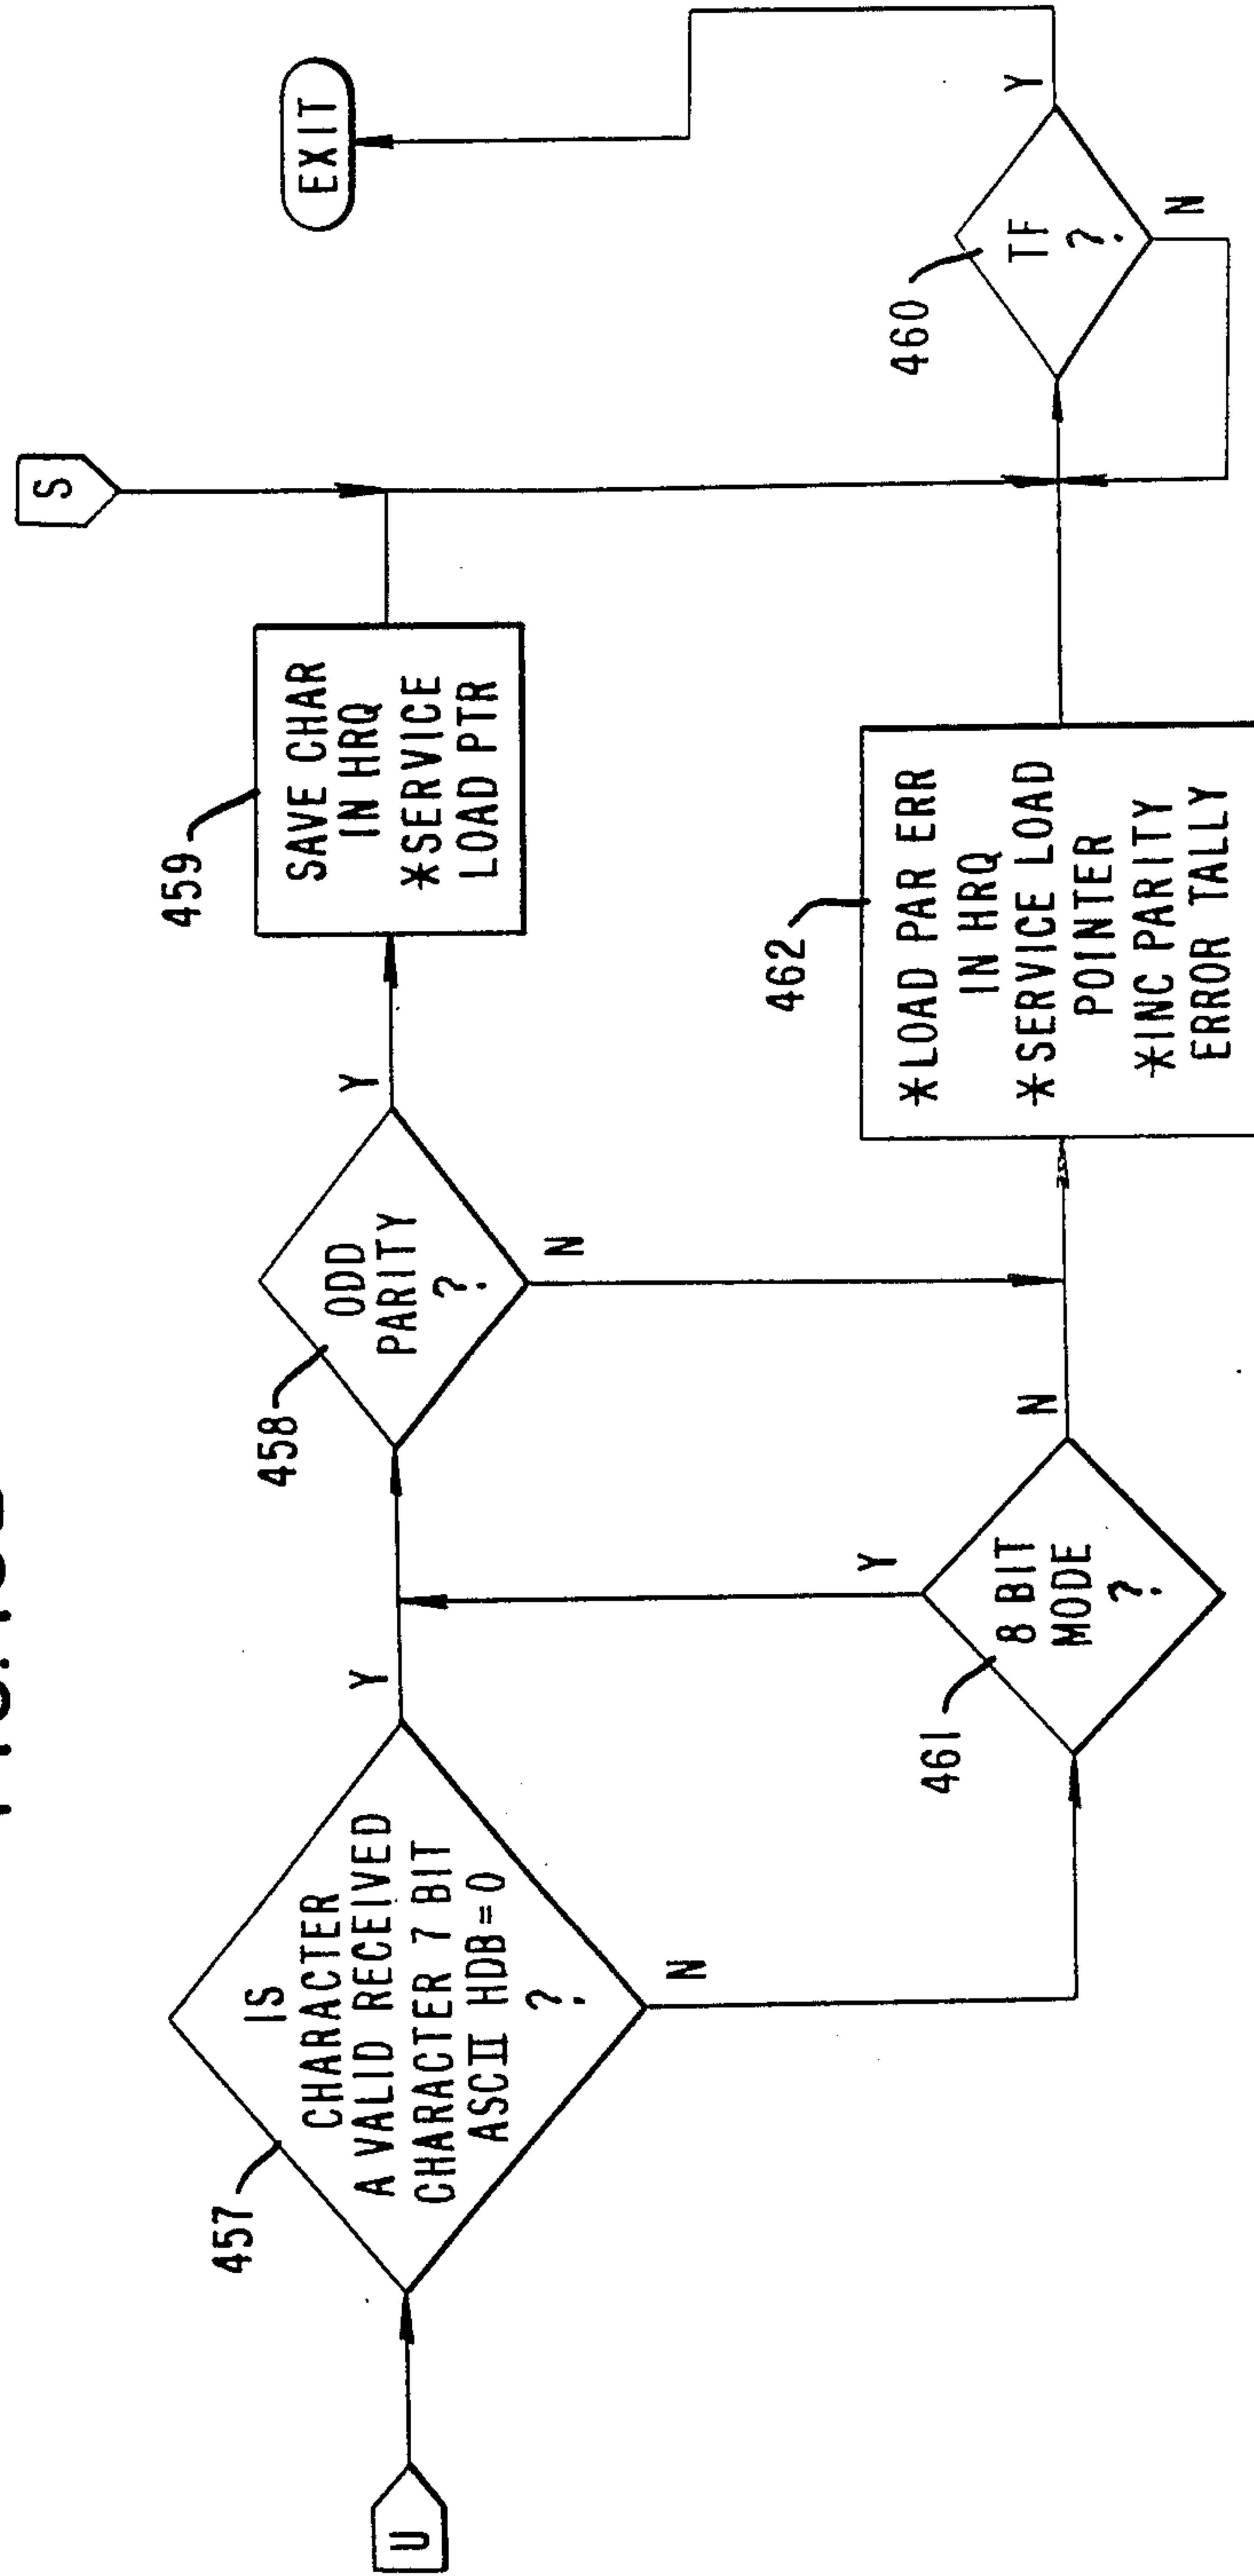 U
457
IS
CHARACTER
A VALID RECEIVED
CHARACTER 7 BIT
ASCII HDB=0
?
Y
N
458
ODD
PARITY
?
Y
N
459
SAVE CHAR
IN HRQ
*SERVICE
LOAD PTR
S
EXIT
461
8 BIT
MODE
?
Y
N
462
*LOAD PAR ERR
IN HRQ
*SERVICE LOAD
POINTER
*INC PARITY
ERROR TALLY
460
TF
?
Y
N